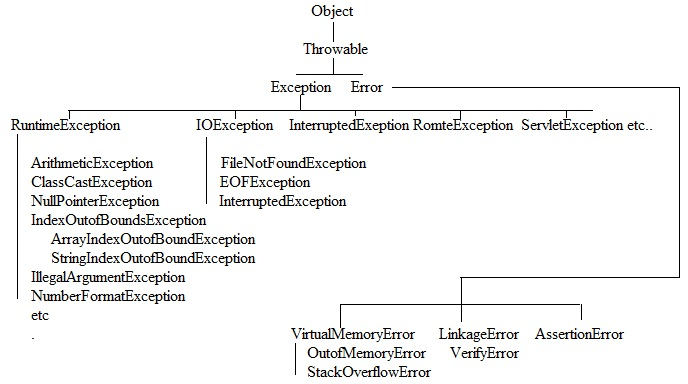 Object
Throwable
Exception Error
RuntimeException IOException InterruptedExeption RomteException ServletException etc..
ArithmeticException FileNotFoundException
ClassCastException EOFException
NullPointerException InterruptedException
IndexOutofBoundsException
ArrayIndexOutofBoundException
StringIndexOutofBoundException
IllegalArgumentException
NumberFormatException
etc
.
VirtualMemoryError LinkageError AssertionError
OutofMemoryError VerifyError
StackOverflowError